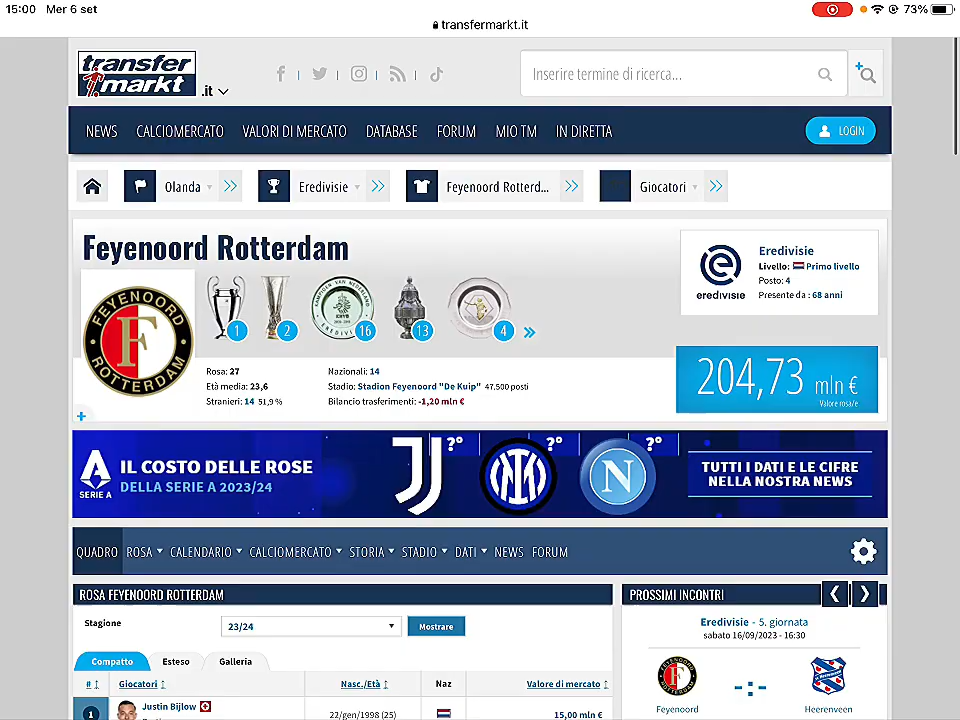 15:00 Mer 6 set
73%
transfermarkt.it
transfer
markt .it
Inserire termine di ricerca...
NEWS CALCIOMERCATO VALORI DI MERCATO DATABASE FORUM MIO TM IN DIRETTA LOGIN
Olanda Eredivisie Feyenoord Rotterd... Giocatori
Feyenoord Rotterdam
FEYENOORD
F
ROTTERDAM
1 2 16 13 4
Rosa: 27
Età media: 23,6
Stranieri: 14 51,9 %
Nazionali: 14
Stadio: Stadion Feyenoord "De Kuip" 47.500 posti
Bilancio trasferimenti: -1,20 mln €
eredivisie
Eredivisie
Livello: Primo livello
Posto: 4
Presente da : 68 anni
204,73 mln €
Valore rosa/e
SERIE A
IL COSTO DELLE ROSE
DELLA SERIE A 2023/24
J ?° ?° N ?°
TUTTI I DATI E LE CIFRE
NELLA NOSTRA NEWS
QUADRO ROSA CALENDARIO CALCIOMERCATO STORIA STADIO DATI NEWS FORUM
ROSA FEYENOORD ROTTERDAM
Stagione 23/24 Mostrare
Compatto Esteso Galleria
# Giocatori Nasc./Età Naz Valore di mercato
1 Justin Bijlow 22/gen/1998 (25) 15,00 mln €
PROSSIMI INCONTRI
Eredivisie - 5. giornata
sabato 16/09/2023 - 16:30
-:-
Feyenoord Heerenveen